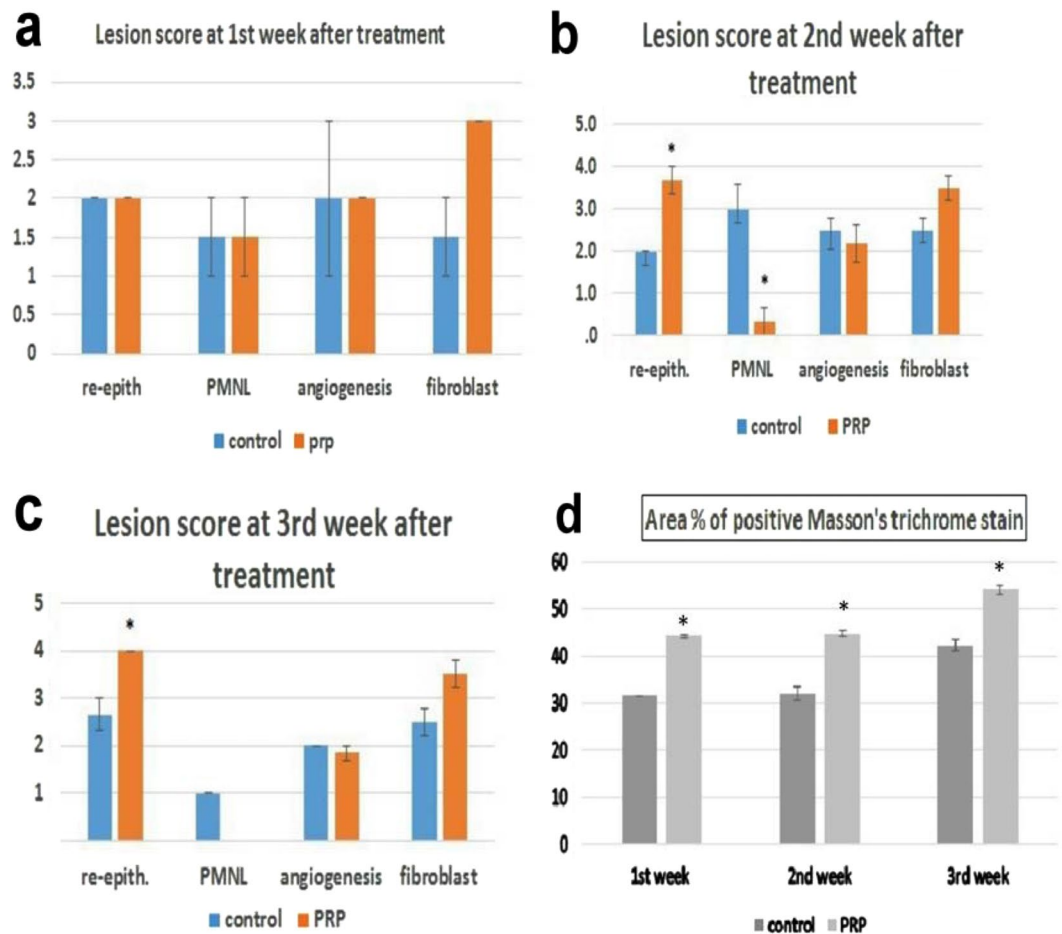 a
Lesion score at 1st week after treatment
3.5
3
2.5
2
1.5
1
0.5
0
re-epith PMNL angiogenesis fibroblast
control prp
b
Lesion score at 2nd week after
treatment
5.0
*
4.0
3.0
2.0
*
1.0
.0
re-epith. PMNL angiogenesis fibroblast
control PRP
c
Lesion score at 3rd week after
treatment
5
*
4
3
2
1
re-epith. PMNL angiogenesis fibroblast
control PRP
d
Area % of positive Masson's trichrome stain
60
*
50
* *
40
30
20
10
0
1st week 2nd week 3rd week
control PRP